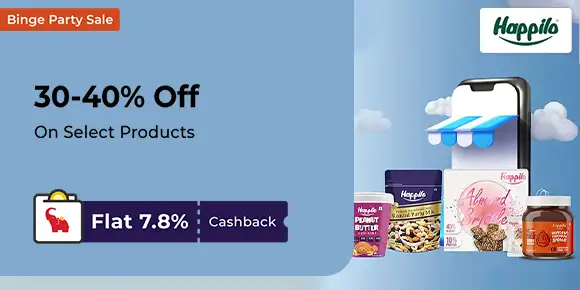 Binge Party Sale
Happilo
30-40% Off
On Select Products
Flat 7.8%
Cashback
Happilo
PEANUT
BUTTER
Happilo
Happilo
Almond
Happilo